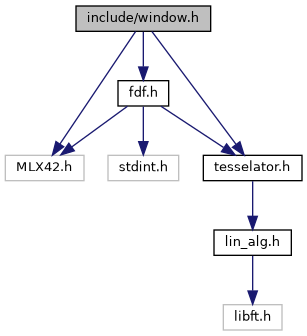 include/window.h
fdf.h
MLX42.h
stdint.h
tesselator.h
lin_alg.h
libft.h